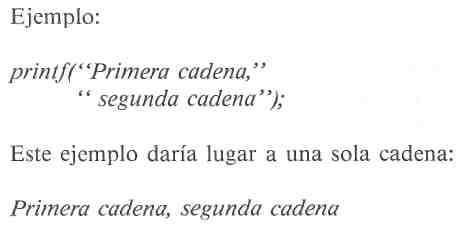 Ejemplo:
printf(“Primera cadena,”
“ segunda cadena”);
Este ejemplo daría lugar a una sola cadena:
Primera cadena, segunda cadena